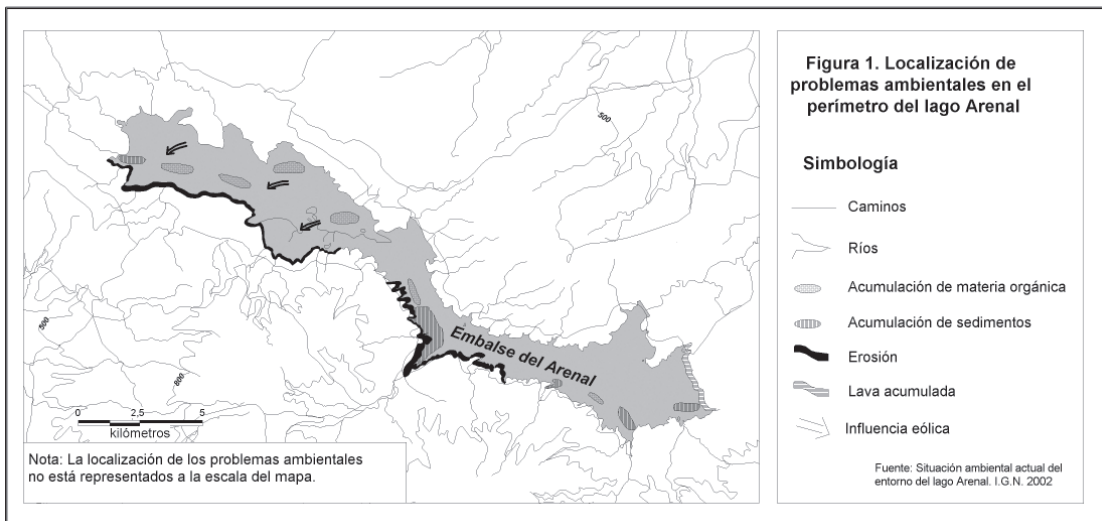 Figura 1. Localización de
problemas ambientales en el
perímetro del lago Arenal
Simbología
Caminos
Ríos
Acumulación de materia orgánica
Acumulación de sedimentos
Erosión
Lava acumulada
Influencia eólica
Fuente: Situación ambiental actual del
entorno del lago Arenal. I.G.N. 2002
500
Embalse del Arenal
500
800
0 2,5 5
kilómetros
Nota: La localización de los problemas ambientales
no está representados a la escala del mapa.